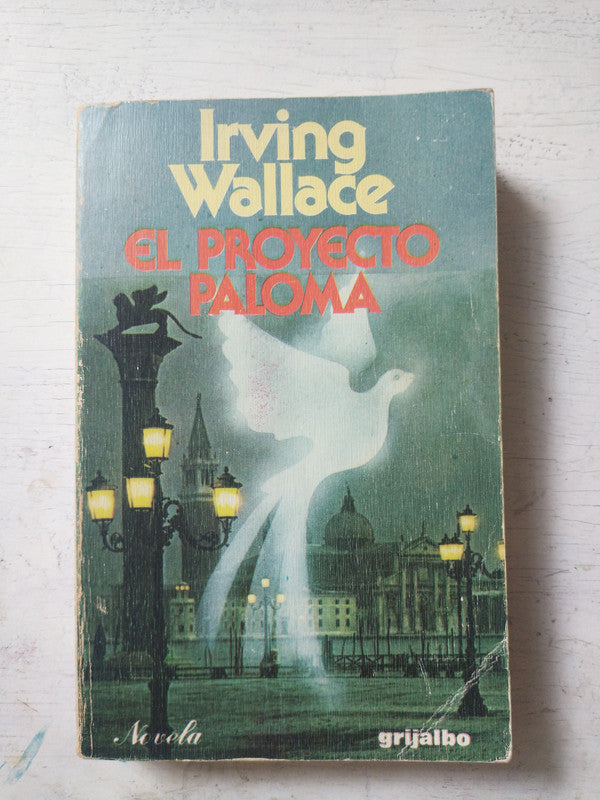 Irving
Wallace
EL PROYECTO
PALOMA
Novela
grijalbo